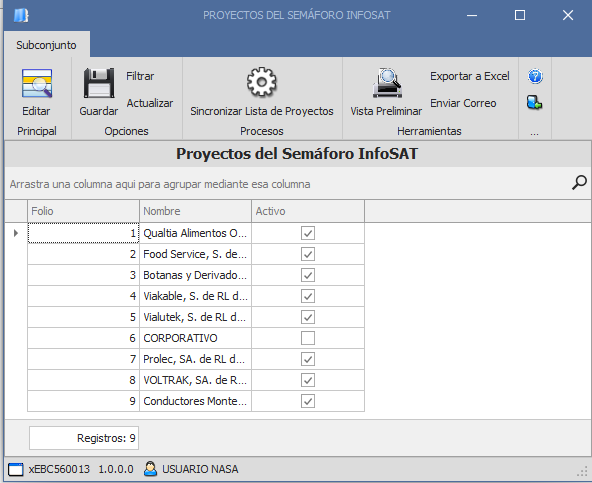 PROYECTOS DEL SEMÁFORO INFOSAT
Subconjunto
Editar
Principal
Guardar
Filtrar
Actualizar
Opciones
Sincronizar Lista de Proyectos
Procesos
Vista Preliminar
Exportar a Excel
Enviar Correo
Herramientas
...
Proyectos del Semáforo InfoSAT
Arrastra una columna aqui para agrupar mediante esa columna
Folio Nombre Activo
1 Qualtia Alimentos O...
2 Food Service, S. de...
3 Botanas y Derivado...
4 Viakable, S. de RL d...
5 Vialutek, S. de RL d...
6 CORPORATIVO
7 Prolec, SA. de RL d...
8 VOLTRAK, SA. de R...
9 Conductores Monte...
Registros: 9
xEBC560013 1.0.0.0 USUARIO NASA